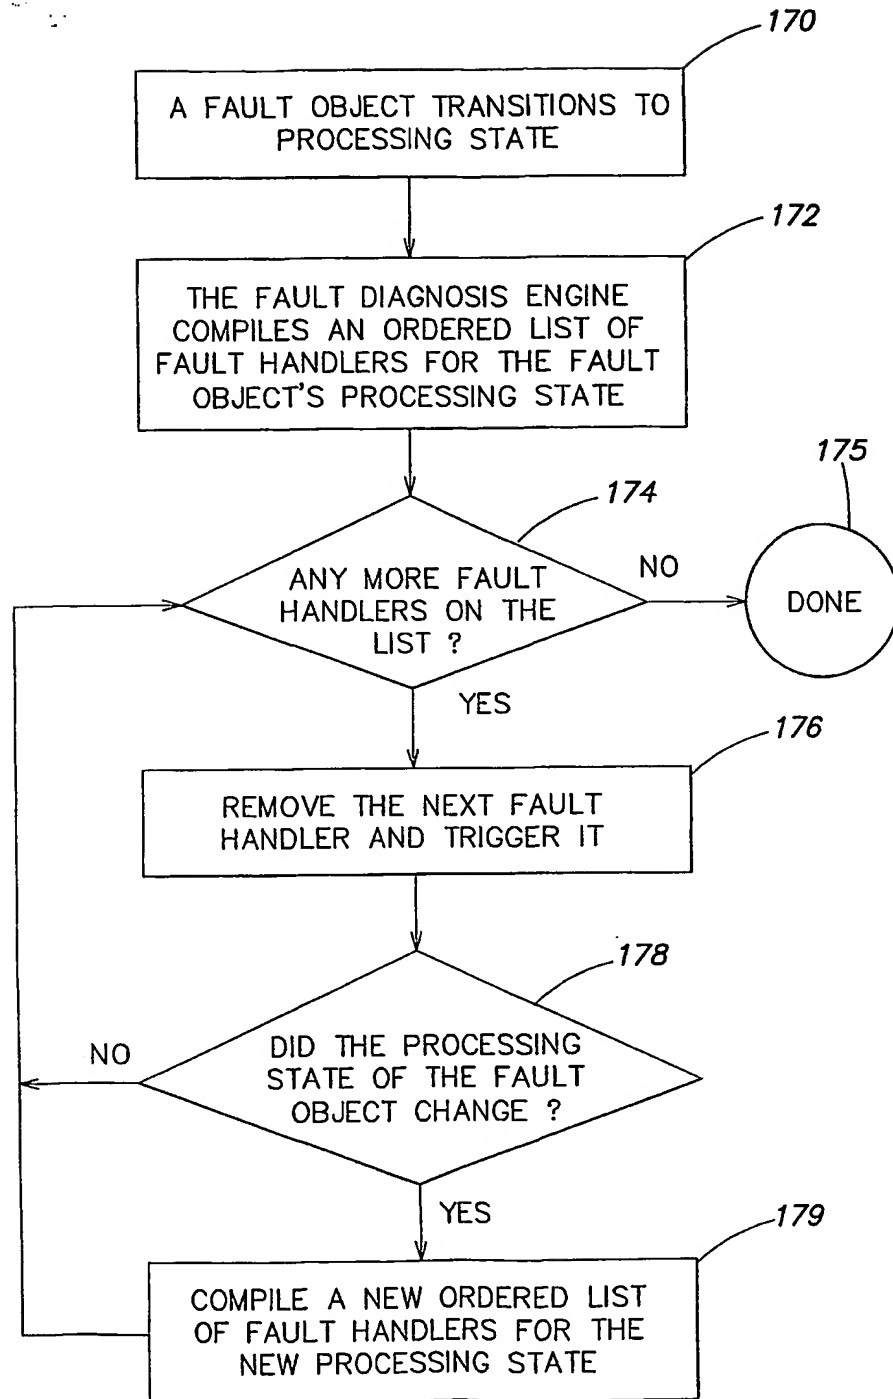 170
A FAULT OBJECT TRANSITIONS TO
PROCESSING STATE
172
THE FAULT DIAGNOSIS ENGINE
COMPILES AN ORDERED LIST OF
FAULT HANDLERS FOR THE FAULT
OBJECT'S PROCESSING STATE
174
175
ANY MORE FAULT
HANDLERS ON THE
LIST ?
NO
DONE
YES
176
REMOVE THE NEXT FAULT
HANDLER AND TRIGGER IT
178
DID THE PROCESSING
STATE OF THE FAULT
OBJECT CHANGE ?
NO
YES
179
COMPILE A NEW ORDERED LIST
OF FAULT HANDLERS FOR THE
NEW PROCESSING STATE